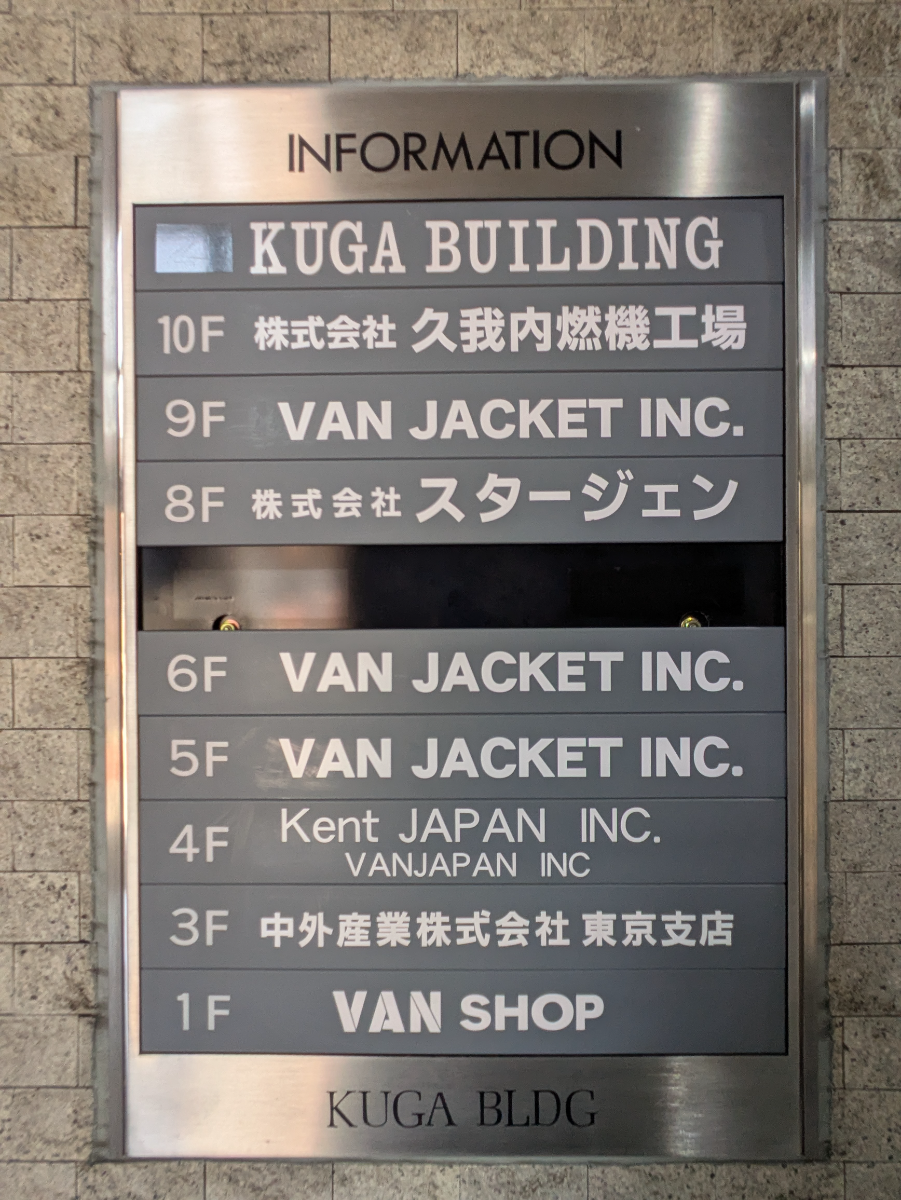 INFORMATION
KUGA BUILDING
10F 株式会社 久我内燃機工場
9F VAN JACKET INC.
8F 株式会社 スタージェン
6F VAN JACKET INC.
5F VAN JACKET INC.
4F Kent JAPAN INC.
VANJAPAN INC
3F 中外産業株式会社 東京支店
1F VAN SHOP
KUGA BLDG